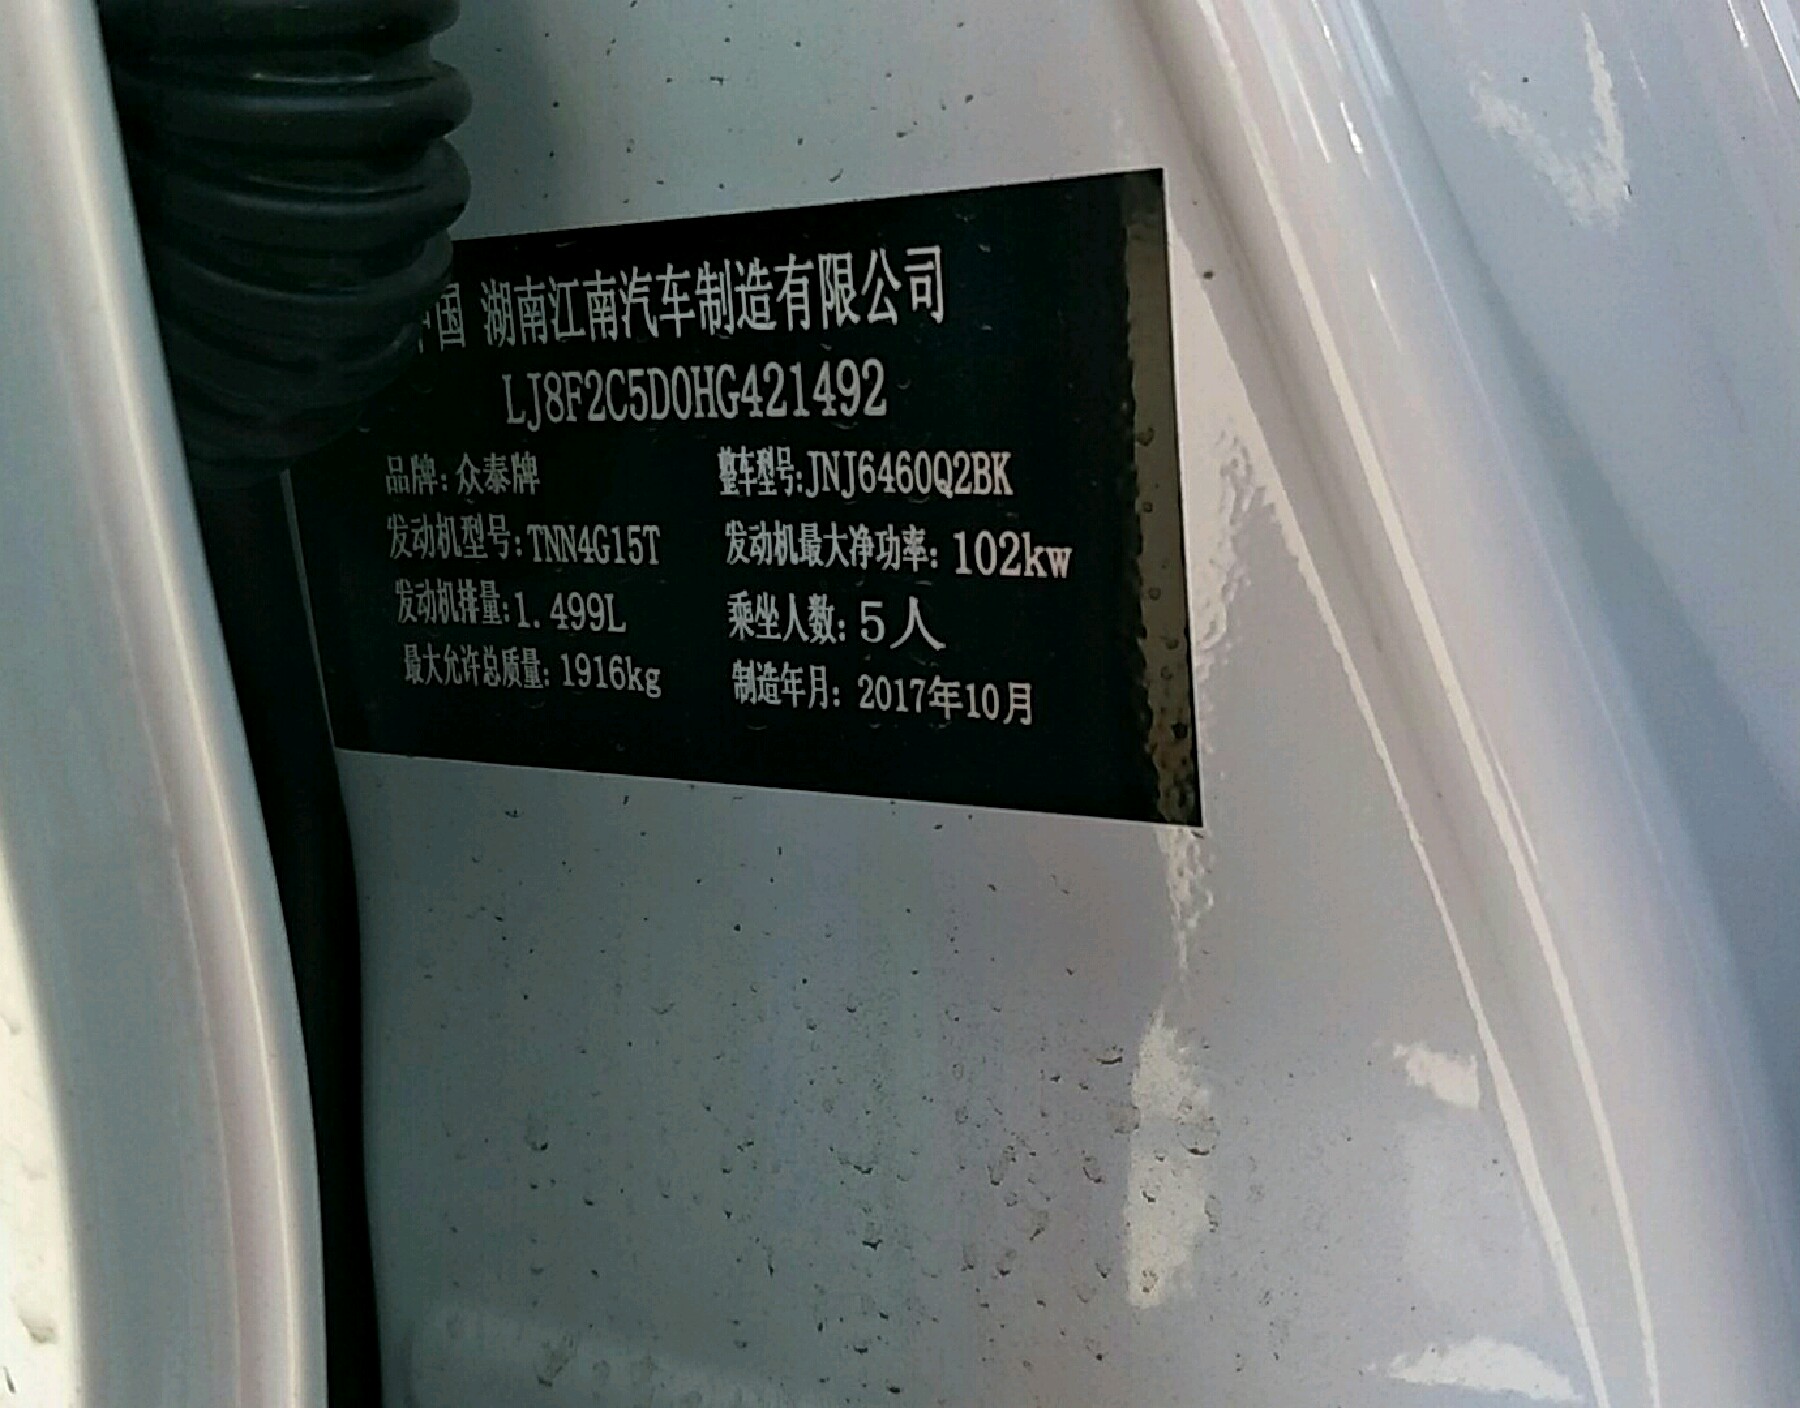 中国 湖南江南汽车制造有限公司
LJ8F2C5D0HG421492
品牌: 众泰牌 整车型号:JNJ6460Q2BK
发动机型号:TNN4G15T 发动机最大净功率: 102kw
发动机排量:1. 499L 乘坐人数: 5人
最大允许总质量: 1916kg 制造年月: 2017年10月